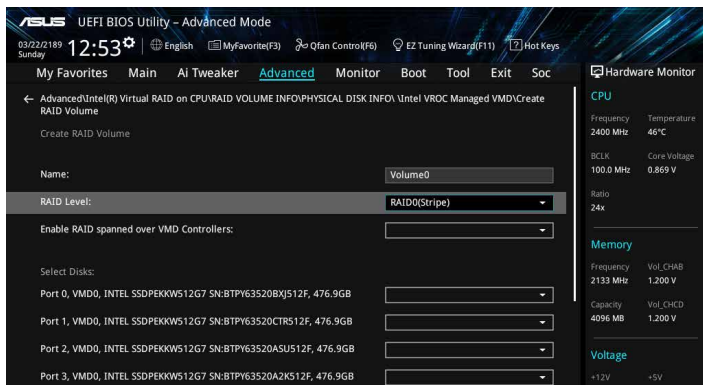 ASUS UEFI BIOS Utility – Advanced Mode
03/22/2189 Sunday 12:53 English MyFavorite(F3) Qfan Control(F6) EZ Tuning Wizard(F11) ? Hot Keys
My Favorites Main Ai Tweaker Advanced Monitor Boot Tool Exit Soc
Hardware Monitor
← Advanced\Intel(R) Virtual RAID on CPU\RAID VOLUME INFO\PHYSICAL DISK INFO\ \Intel VROC Managed VMD\Create
RAID Volume
Create RAID Volume
Name: Volume0
RAID Level: RAID0(Stripe)
Enable RAID spanned over VMD Controllers:
Select Disks:
Port 0, VMD0, INTEL SSDPEKKW512G7 SN:BTPY63520BXJ512F, 476.9GB
Port 1, VMD0, INTEL SSDPEKKW512G7 SN:BTPY63520CTR512F, 476.9GB
Port 2, VMD0, INTEL SSDPEKKW512G7 SN:BTPY63520ASU512F, 476.9GB
Port 3, VMD0, INTEL SSDPEKKW512G7 SN:BTPY63520A2K512F, 476.9GB
CPU
Frequency Temperature
2400 MHz 46°C
BCLK Core Voltage
100.0 MHz 0.869 V
Ratio
24x
Memory
Frequency Vol_CHAB
2133 MHz 1.200 V
Capacity Vol_CHCD
4096 MB 1.200 V
Voltage
+12V +5V